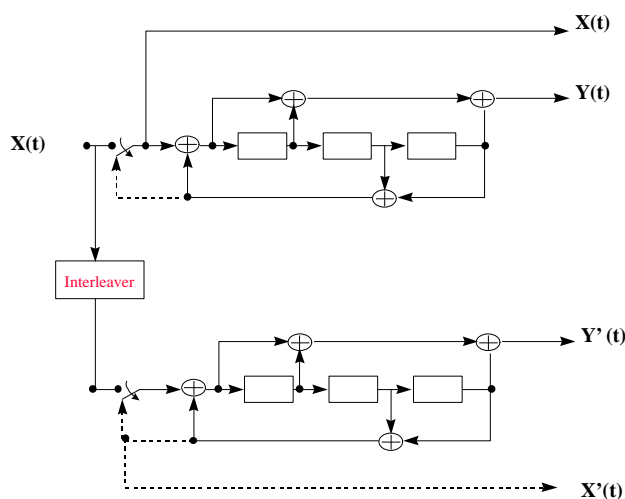 X(t)
Y(t)
X(t)
Interleaver
Y' (t)
X'(t)